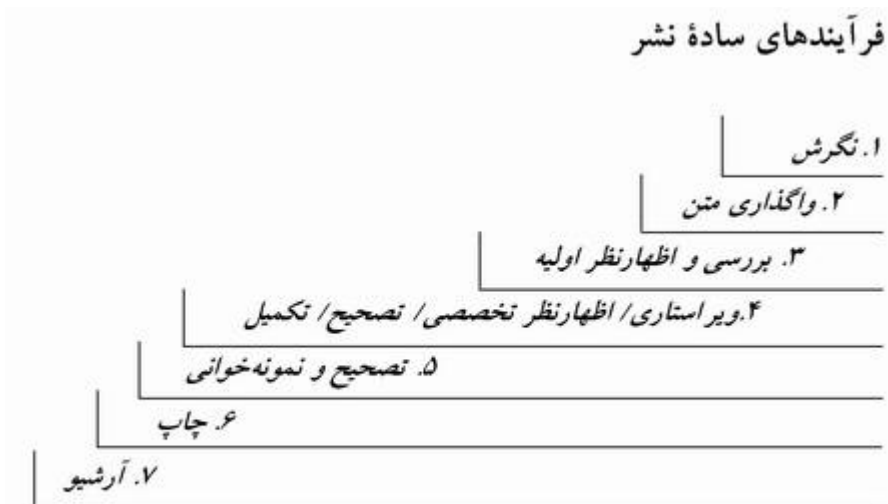 فرآیندهای سادۀ نشر
۱. نگرش
۲. واگذاری متن
۳. بررسی و اظهارنظر اولیه
۴.ویراستاری/ اظهارنظر تخصصی/ تصحیح/ تکمیل
۵. تصحیح و نمونه‌خوانی
۶. چاپ
۷. آرشیو